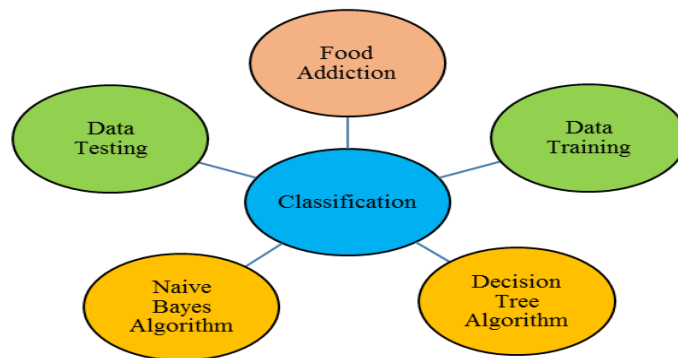 Food
Addiction
Data
Testing
Data
Training
Classification
Naive
Bayes
Algorithm
Decision
Tree
Algorithm